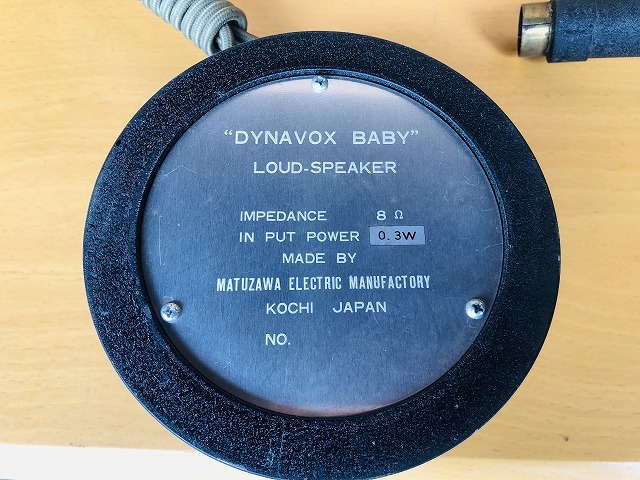 "DYNAVOX BABY"
LOUD-SPEAKER
IMPEDANCE 8 Ω
IN PUT POWER 0.3W
MADE BY
MATUZAWA ELECTRIC MANUFACTORY
KOCHI JAPAN
NO.